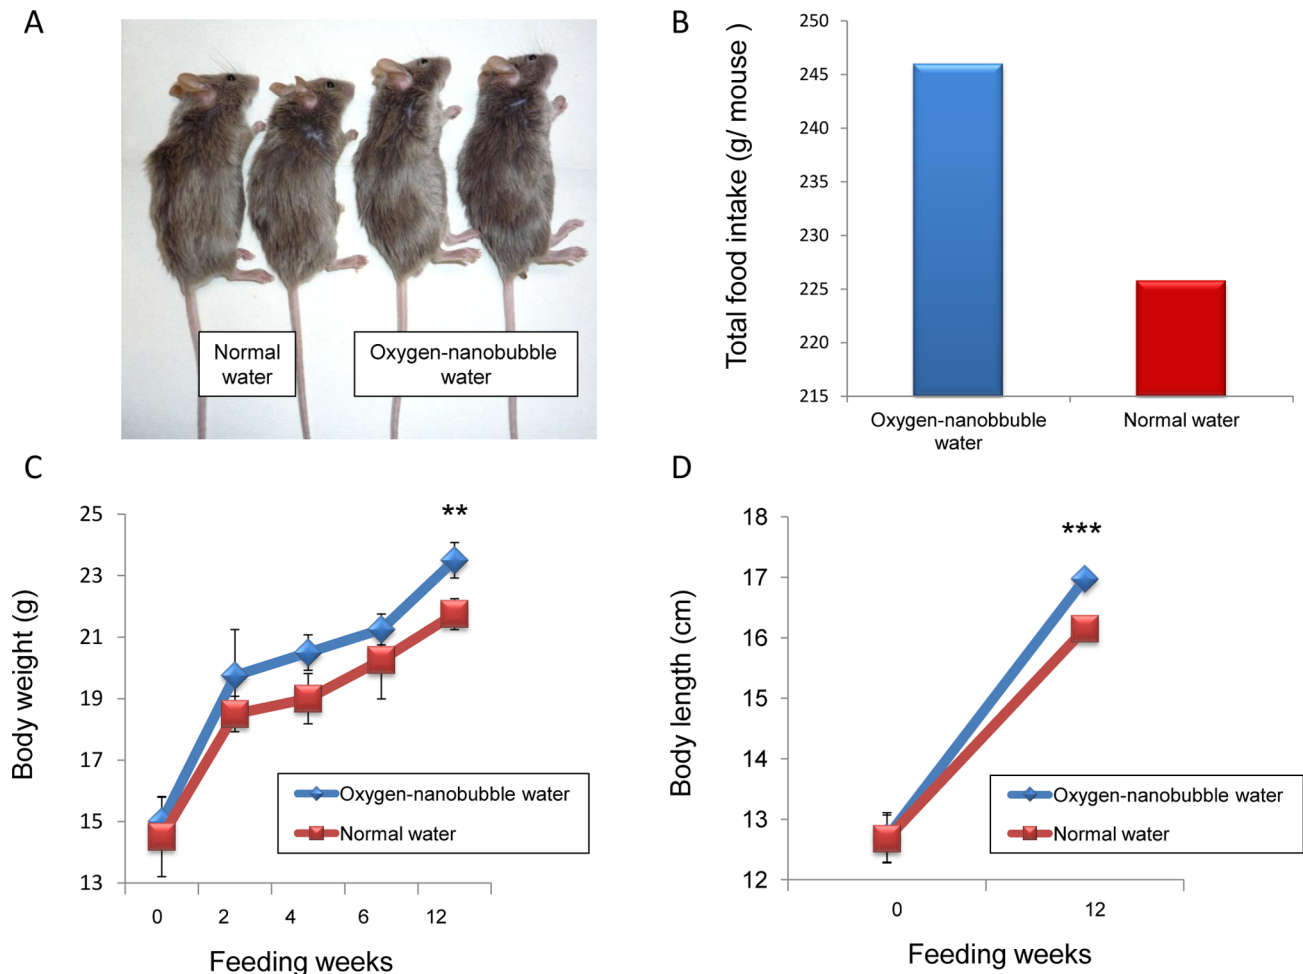 A
Normal
water
Oxygen-nanobubble
water
B
Total food intake (g/ mouse )
250
245
240
235
230
225
220
215
Oxygen-nanobbuble
water
Normal water
C
Body weight (g)
25
23
21
19
17
15
13
**
Oxygen-nanobubble water
Normal water
0 2 4 6 12
Feeding weeks
D
Body length (cm)
18
17
16
15
14
13
12
***
Oxygen-nanobubble water
Normal water
0 12
Feeding weeks